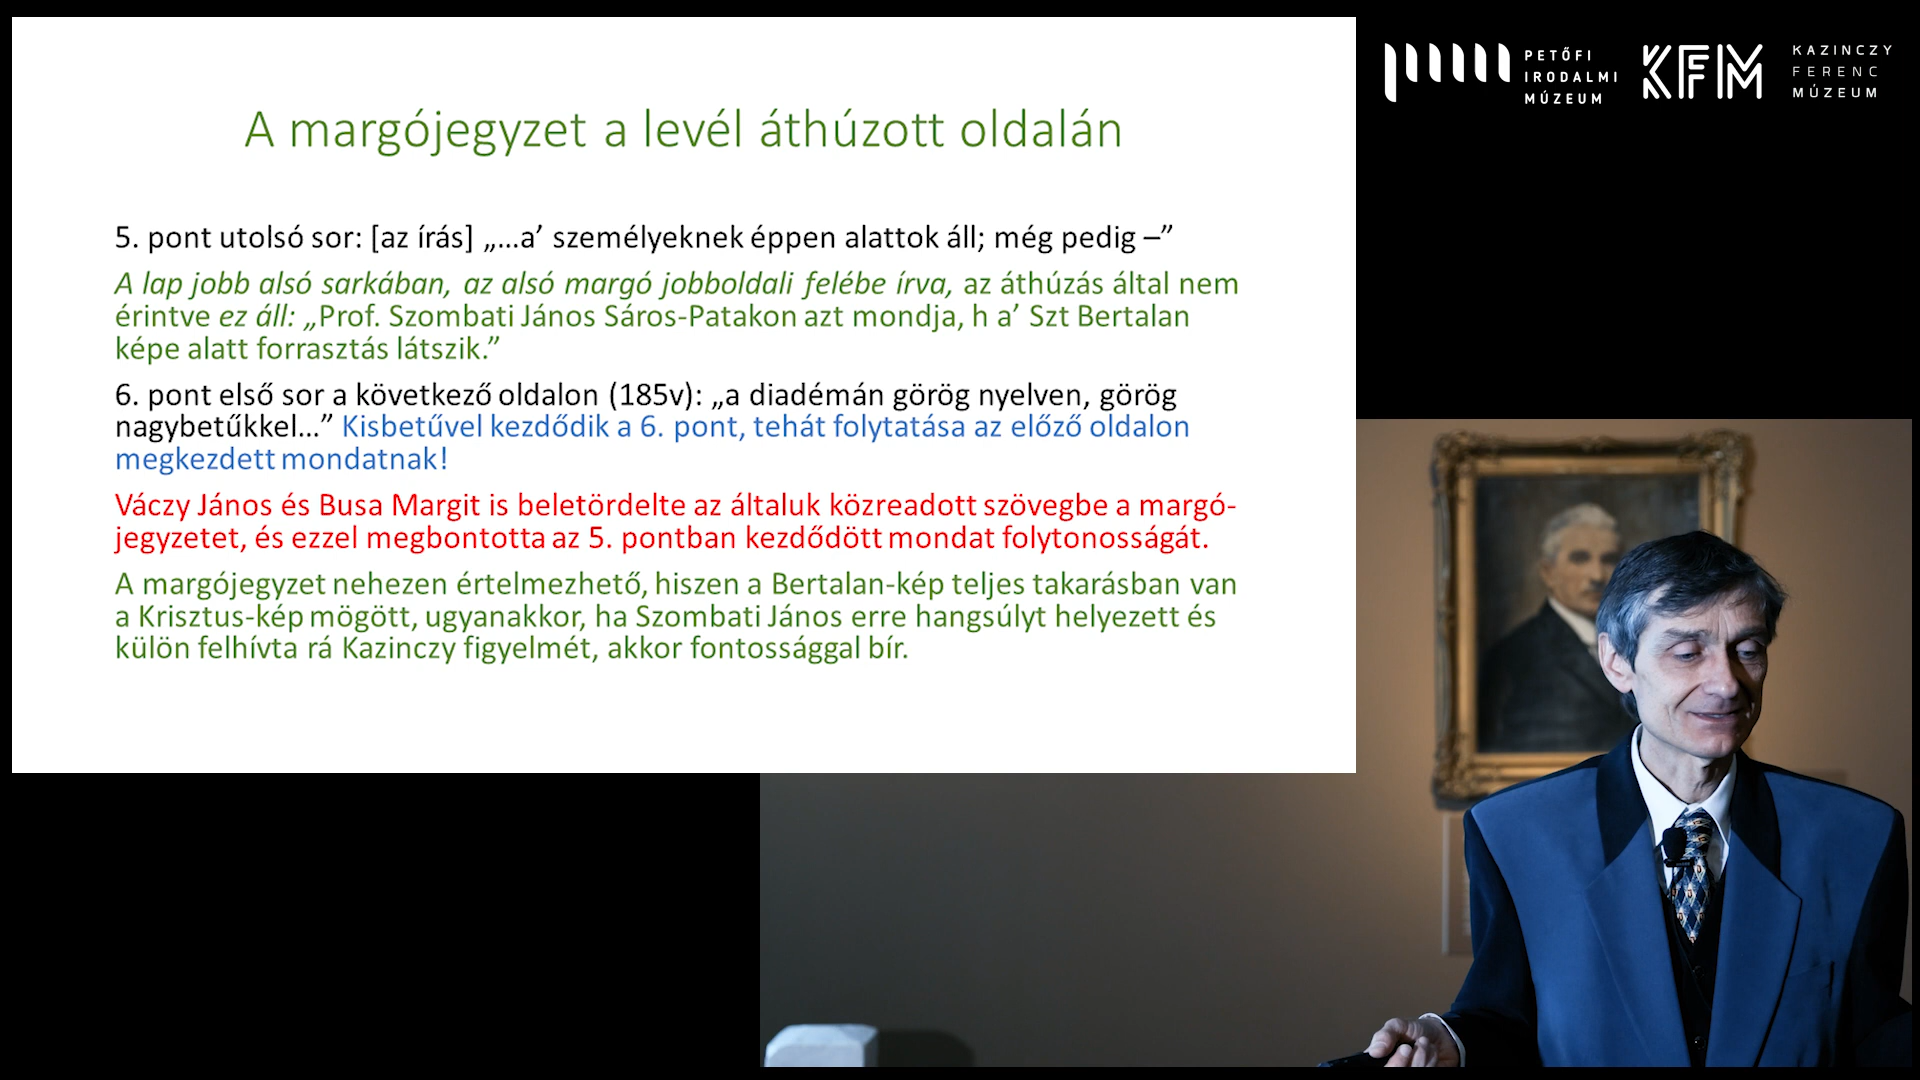 A margójegyzet a levél áthúzott oldalán
5. pont utolsó sor: [az írás] „…a’ személyeknek éppen alattok áll; még pedig –”
A lap jobb alsó sarkában, az alsó margó jobboldali felébe írva, az áthúzás által nem
érintve ez áll: „Prof. Szombati János Sáros-Patakon azt mondja, h a’ Szt Bertalan
képe alatt forrasztás látszik.”
6. pont első sor a következő oldalon (185v): „a diadémán görög nyelven, görög
nagybetűkkel…” Kisbetűvel kezdődik a 6. pont, tehát folytatása az előző oldalon
megkezdett mondatnak!
Váczy János és Busa Margit is beletördelte az általuk közreadott szövegbe a margó-
jegyzetet, és ezzel megbontotta az 5. pontban kezdődött mondat folytonosságát.
A margójegyzet nehezen értelmezhető, hiszen a Bertalan-kép teljes takarásban van
a Krisztus-kép mögött, ugyanakkor, ha Szombati János erre hangsúlyt helyezett és
külön felhívta rá Kazinczy figyelmét, akkor fontossággal bír.
PETŐFI
IRODALMI
MÚZEUM
KFM
KAZINCZY
FERENC
MÚZEUM